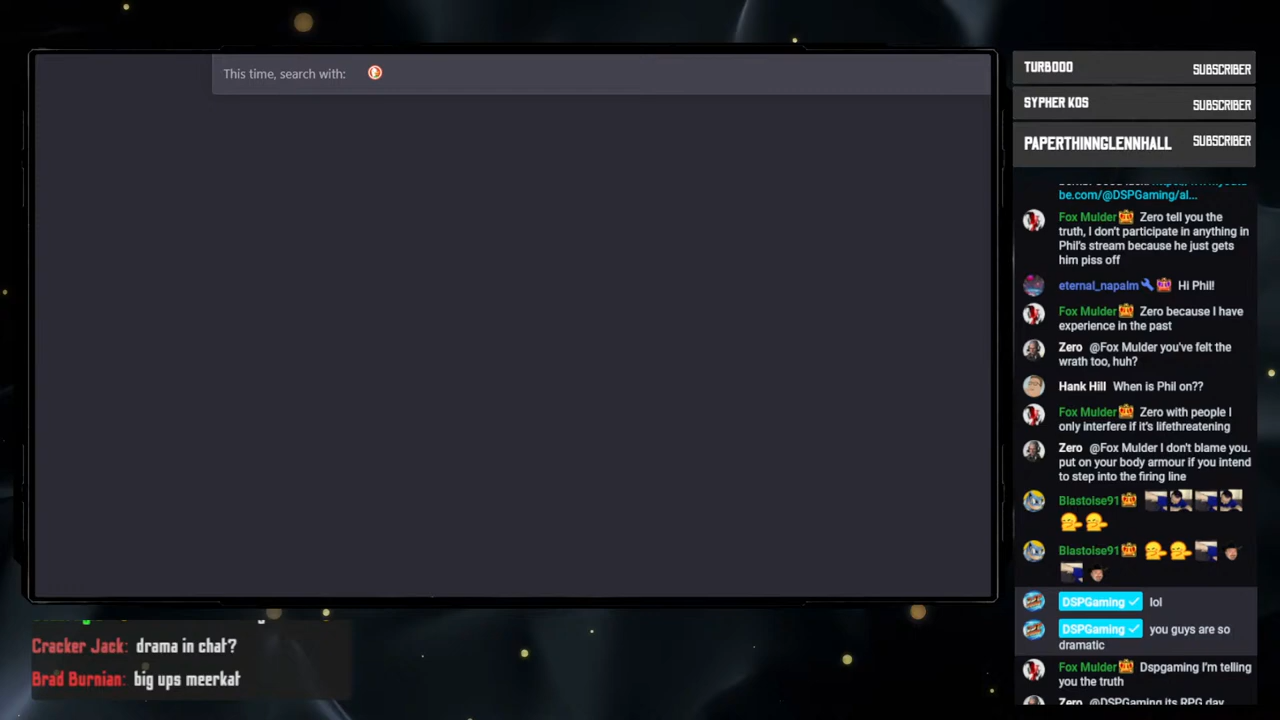 This time, search with:
TURBOOO SUBSCRIBER
SYPHER KDS SUBSCRIBER
PAPERTHINNGLENNHALL SUBSCRIBER
be.com/@DSPGaming/al...
Fox Mulder Zero tell you the
truth, I don't participate in anything in
Phil's stream because he just gets
him piss off
eternal_napalm Hi Phil!
Fox Mulder Zero because I have
experience in the past
Zero @Fox Mulder you've felt the
wrath too, huh?
Hank Hill When is Phil on??
Fox Mulder Zero with people I
only interfere if it's lifethreatening
Zero @Fox Mulder I don't blame you.
put on your body armour if you intend
to step into the firing line
Blastoise91
Blastoise91
DSPGaming lol
DSPGaming you guys are so
dramatic
Fox Mulder Dspgaming I'm telling
you the truth
Zero @DSPGaming its RPG day
Cracker Jack: drama in chat?
Brad Burnian: big ups meerkat